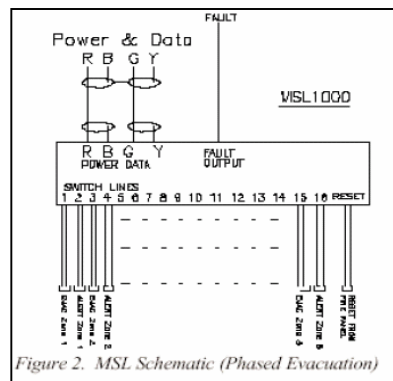 FAULT
Power & Data
R B G Y
MSL1000
R B G Y
POWER DATA
FAULT OUTPUT
SWITCH LINES
1 2 3 4 5 6 7 8 9 10 11 12 13 14 15 16 RESET
EVAC Zone 1
ALERT Zone 1
EVAC Zone 2
ALERT Zone 2
EVAC Zone 8
ALERT Zone 8
RESET FROM FIRE PANEL
Figure 2. MSL Schematic (Phased Evacuation)